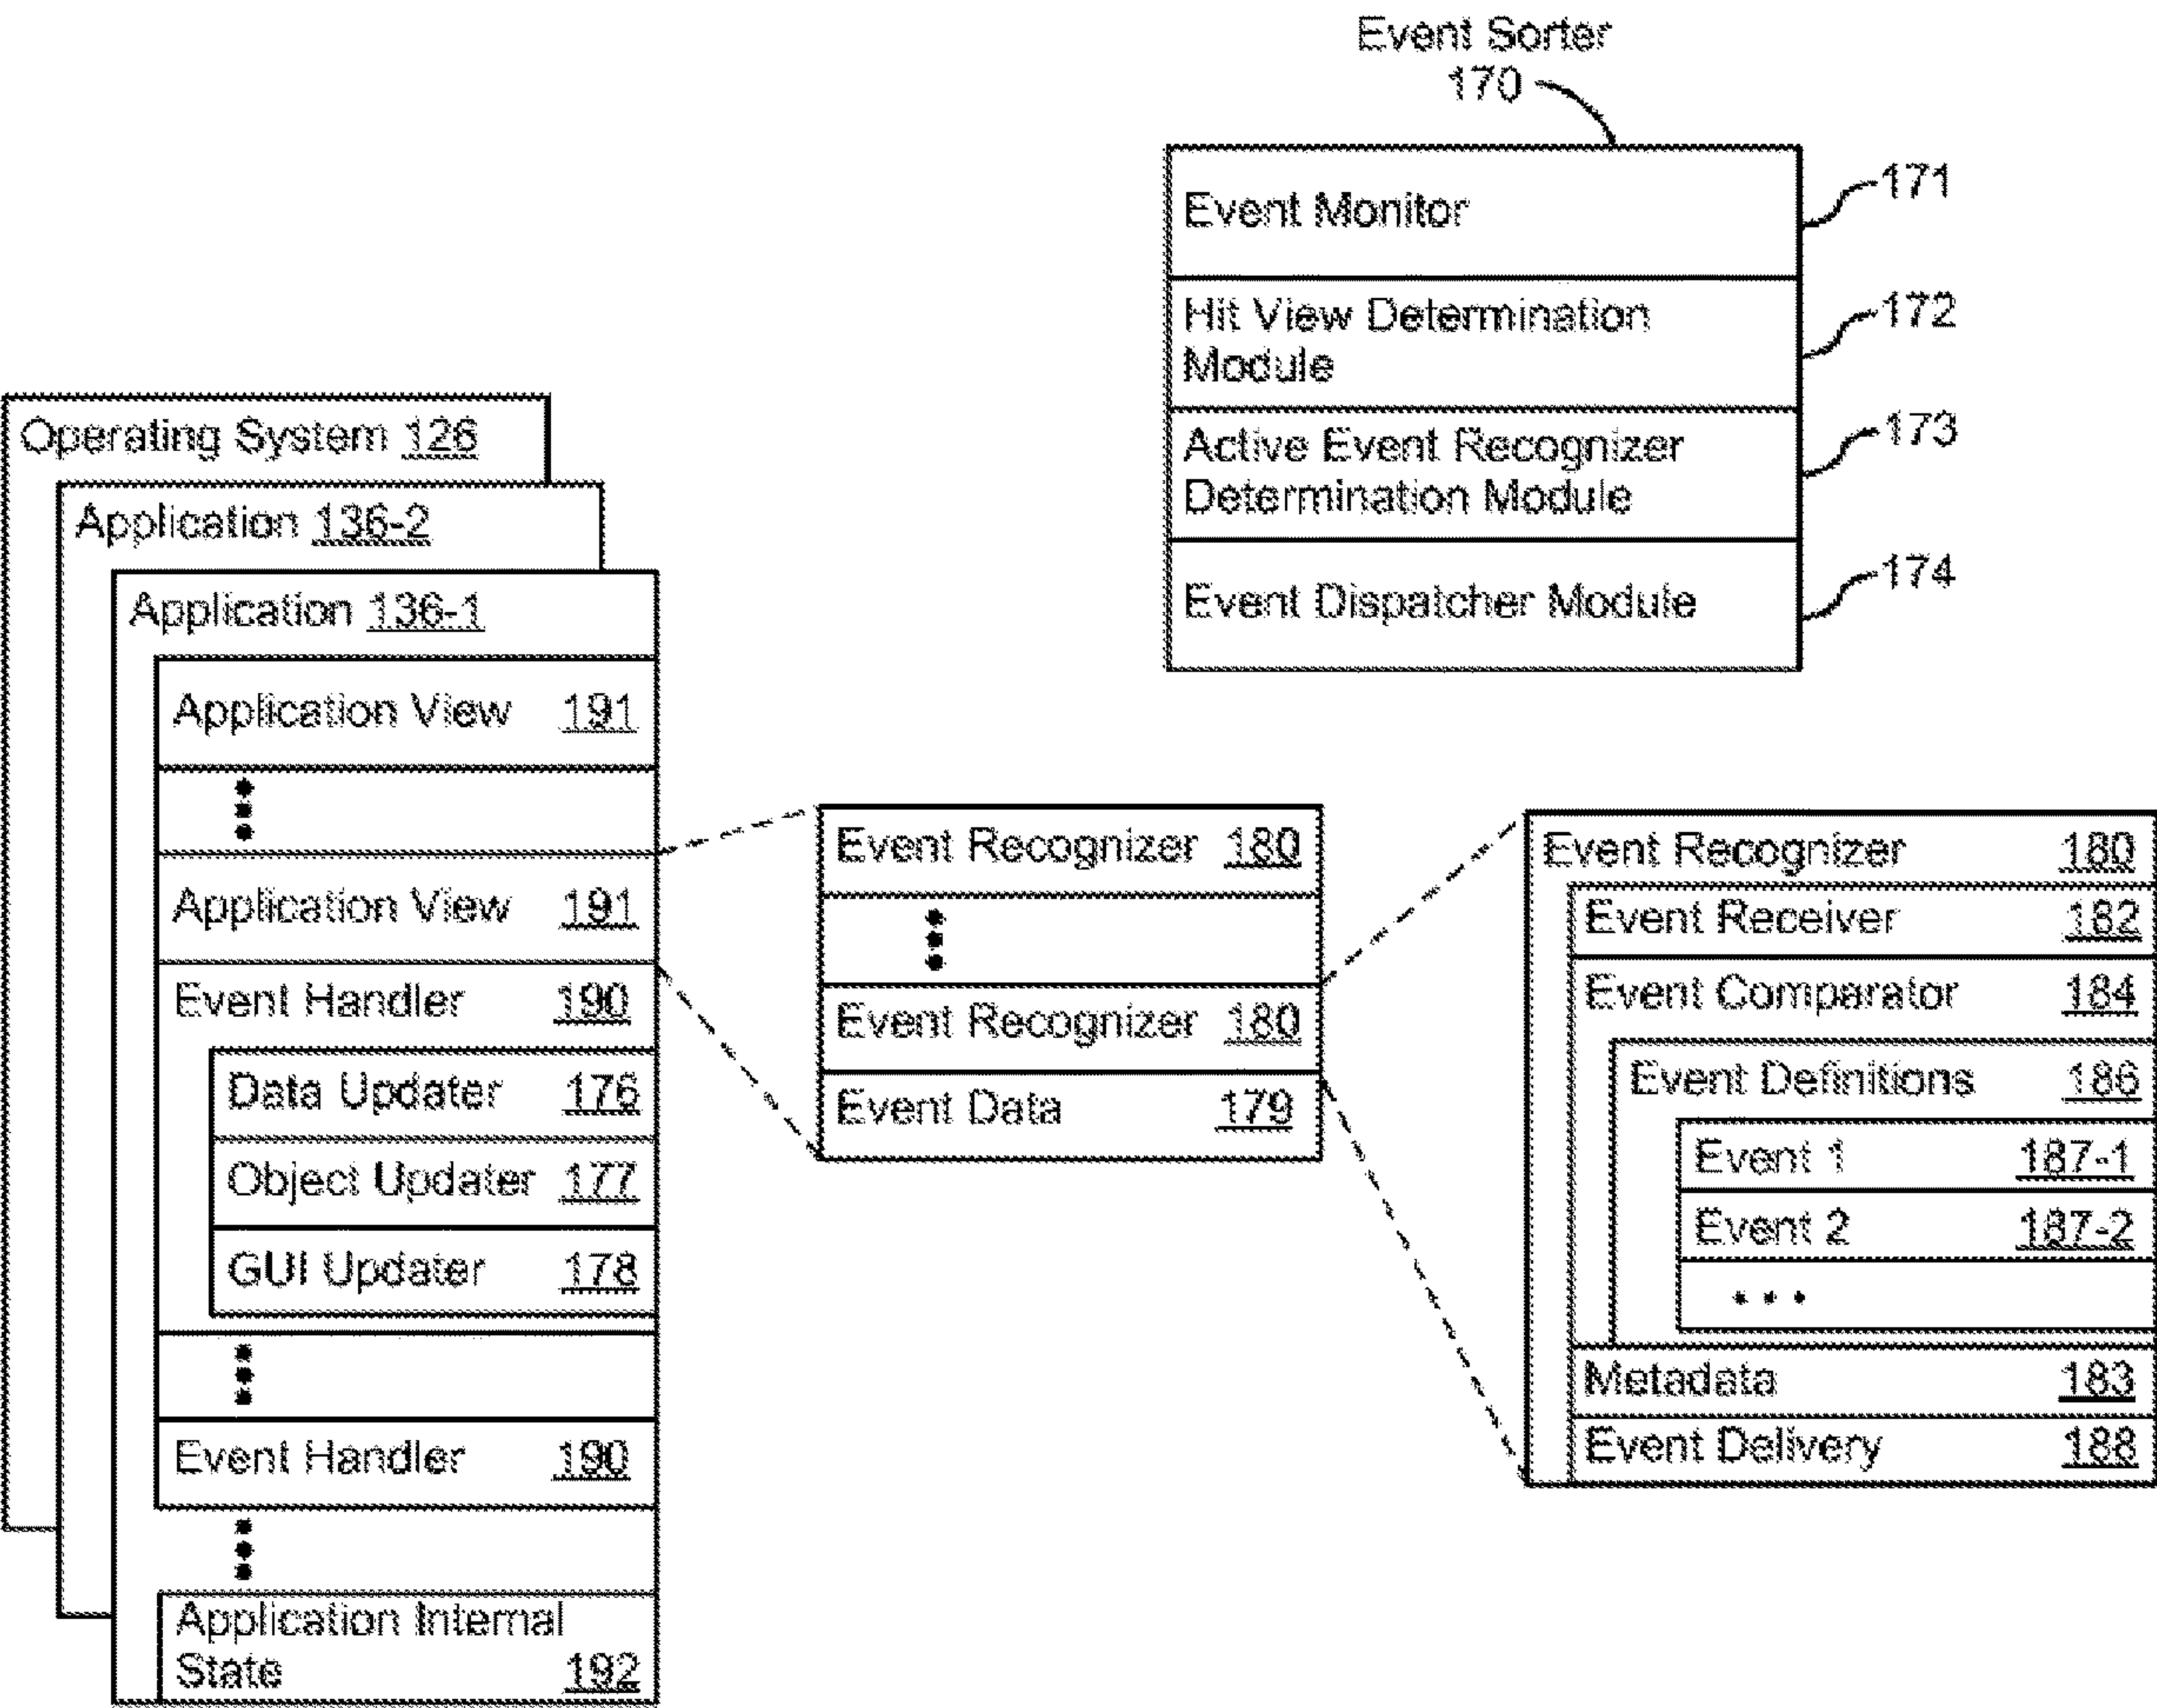 Event Sorter
170
Event Monitor
171
Hit View Determination
Module
172
Active Event Recognizer
Determination Module
173
Event Dispatcher Module
174
Operating System 126
Application 136-2
Application 136-1
Application View 191
Application View 191
Event Handler 190
Data Updater 176
Object Updater 177
GUI Updater 178
Event Handler 190
Application Internal
State 192
Event Recognizer 180
Event Recognizer 180
Event Data 179
Event Recognizer 180
Event Receiver 182
Event Comparator 184
Event Definitions 186
Event 1 187-1
Event 2 187-2
. . .
Metadata 183
Event Delivery 188